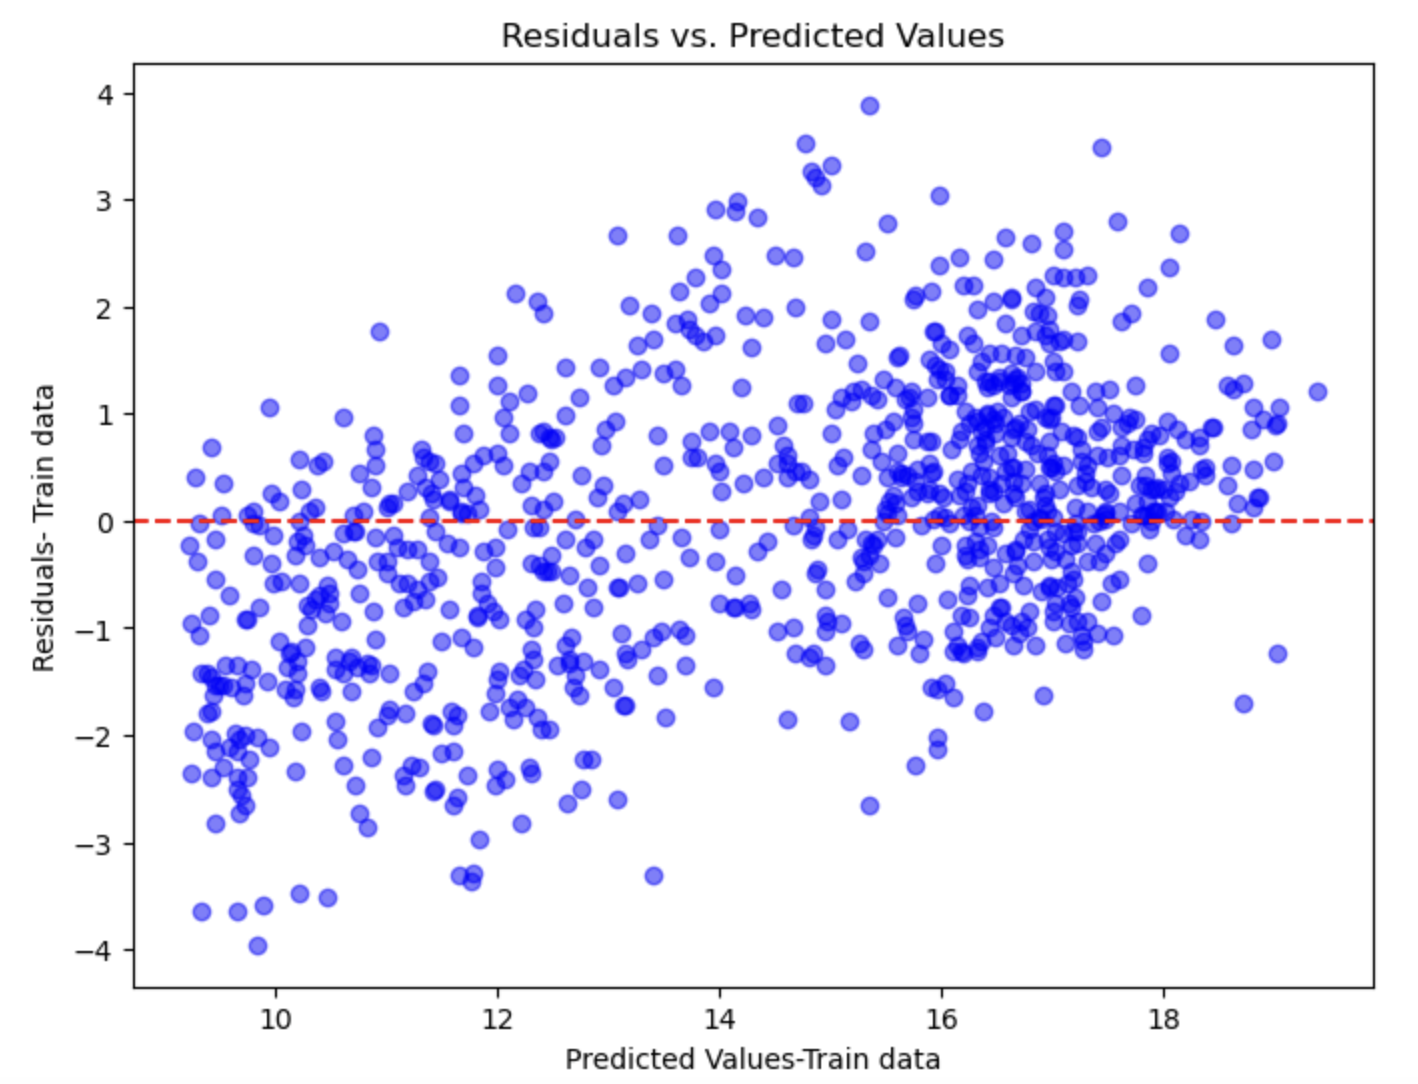 Residuals vs. Predicted Values
4
3
2
1
0
−1
−2
−3
−4
Residuals- Train data
10 12 14 16 18
Predicted Values-Train data